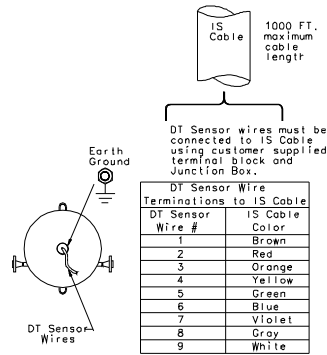 IS
Cable
1000 FT.
maximum
cable
length
DT Sensor wires must be
connected to IS Cable
using customer supplied
terminal block and
Junction Box.
Earth
Ground
DT Sensor Wire
Terminations to IS Cable
DT Sensor Wire # IS Cable Color
1 Brown
2 Red
3 Orange
4 Yellow
5 Green
6 Blue
7 Violet
8 Gray
9 White
DT Sensor
Wires